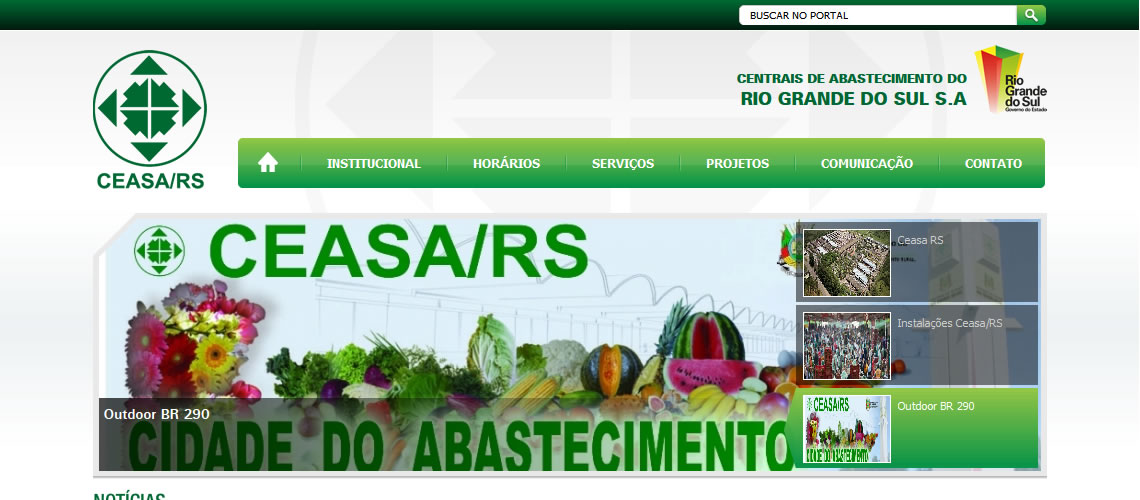 BUSCAR NO PORTAL
CENTRAIS DE ABASTECIMENTO DO
RIO GRANDE DO SUL S.A
Rio
Grande
do Sul
Governo do Estado
CEASA/RS
INSTITUCIONAL
HORÁRIOS
SERVIÇOS
PROJETOS
COMUNICAÇÃO
CONTATO
CEASA/RS
Ceasa RS
Instalações Ceasa/RS
Outdoor BR 290
CEASA/RS
CIDADE DO ABASTECIMENTO
Outdoor BR 290
CIDADE DO ABASTECIMENTO
NOTÍCIAS